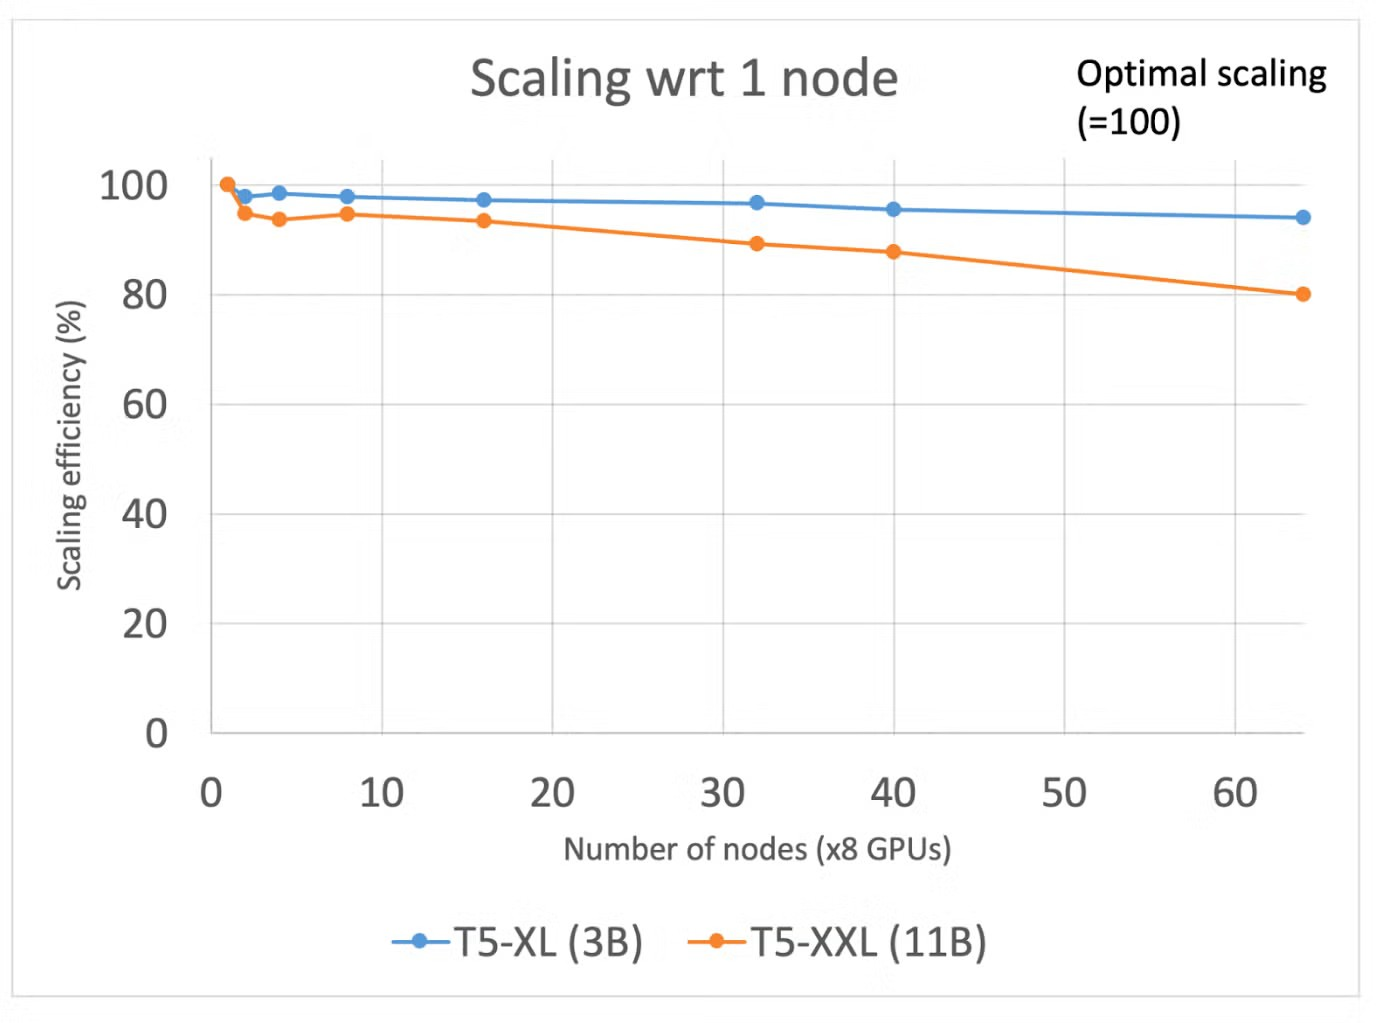 Scaling wrt 1 node
Optimal scaling
(=100)
100
80
60
40
20
0
Scaling efficiency (%)
0 10 20 30 40 50 60
Number of nodes (x8 GPUs)
T5-XL (3B) T5-XXL (11B)